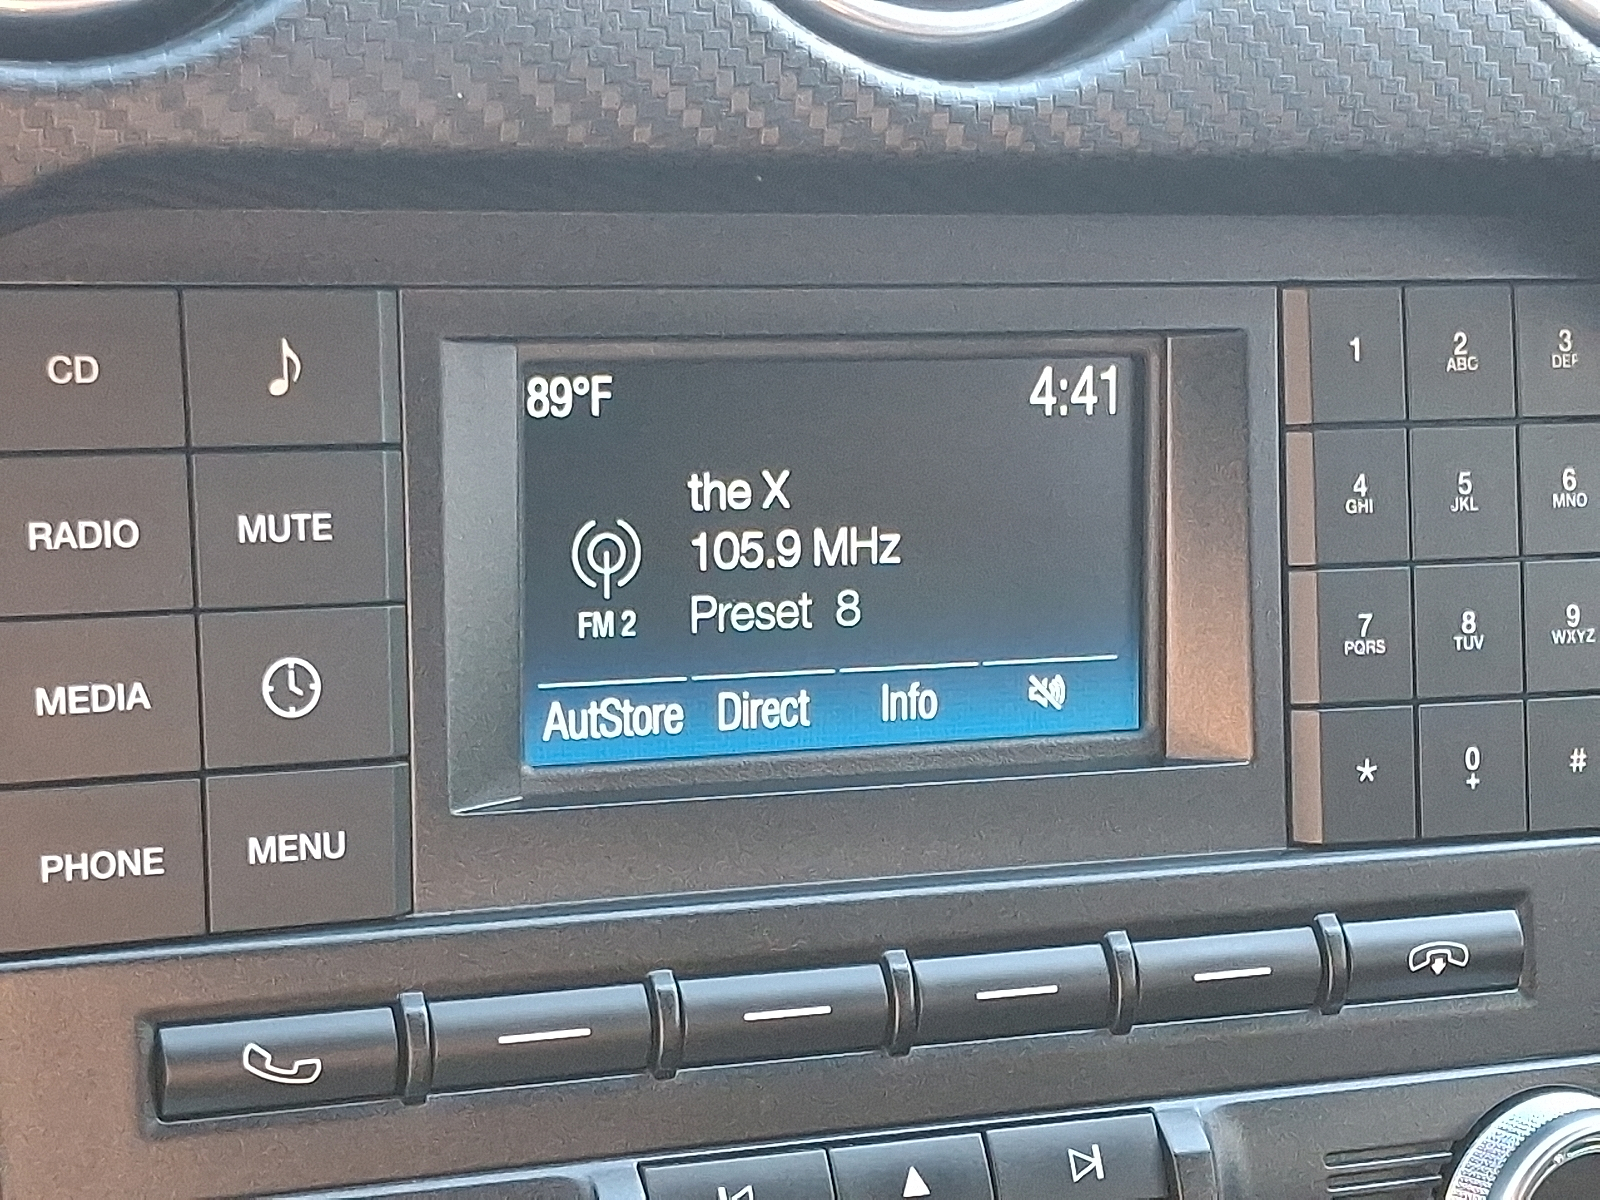 89°F
4:41
the X
105.9 MHz
Preset 8
FM 2
AutStore
Direct
Info
CD
RADIO
MUTE
MEDIA
PHONE
MENU
1
2
ABC
3
DEF
4
GHI
5
JKL
6
MNO
7
PQRS
8
TUV
9
WXYZ
*
0
+
#